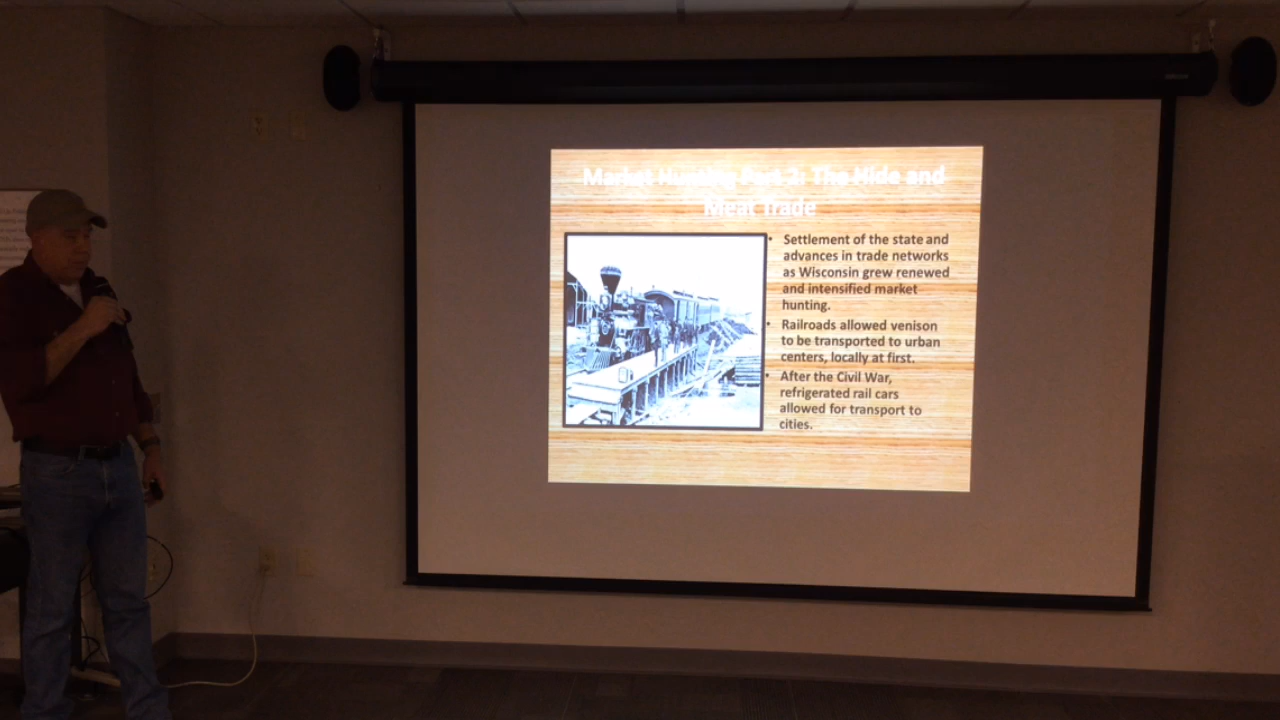 Market Hunting Part 2: The Hide and
Meat Trade
• Settlement of the state and
advances in trade networks
as Wisconsin grew renewed
and intensified market
hunting.
• Railroads allowed venison
to be transported to urban
centers, locally at first.
• After the Civil War,
refrigerated rail cars
allowed for transport to
cities.